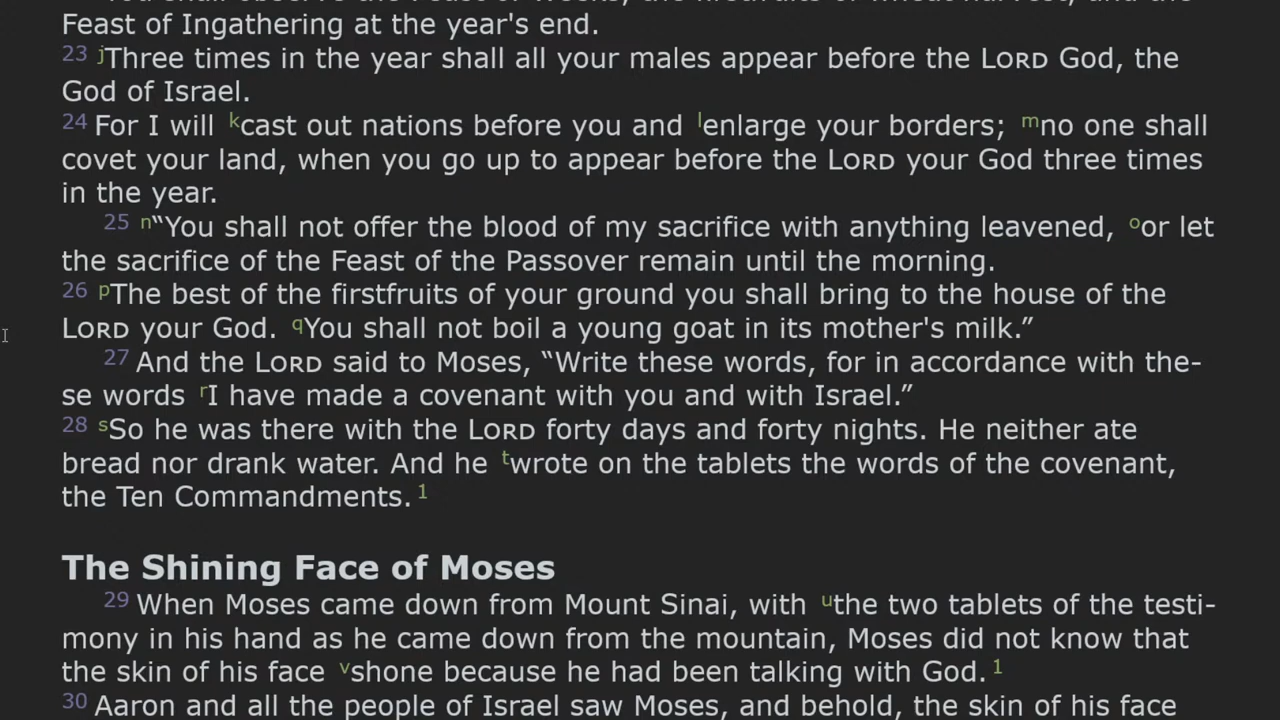 Feast of Ingathering at the year's end.
23 jThree times in the year shall all your males appear before the LORD God, the
God of Israel.
24 For I will kcast out nations before you and lenlarge your borders; mno one shall
covet your land, when you go up to appear before the LORD your God three times
in the year.
25 n“You shall not offer the blood of my sacrifice with anything leavened, oor let
the sacrifice of the Feast of the Passover remain until the morning.
26 pThe best of the firstfruits of your ground you shall bring to the house of the
LORD your God. qYou shall not boil a young goat in its mother's milk.”
27 And the LORD said to Moses, “Write these words, for in accordance with the-
se words rI have made a covenant with you and with Israel.”
28 sSo he was there with the LORD forty days and forty nights. He neither ate
bread nor drank water. And he twrote on the tablets the words of the covenant,
the Ten Commandments. 1
The Shining Face of Moses
29 When Moses came down from Mount Sinai, with uthe two tablets of the testi-
mony in his hand as he came down from the mountain, Moses did not know that
the skin of his face vshone because he had been talking with God. 1
30 Aaron and all the people of Israel saw Moses, and behold, the skin of his face